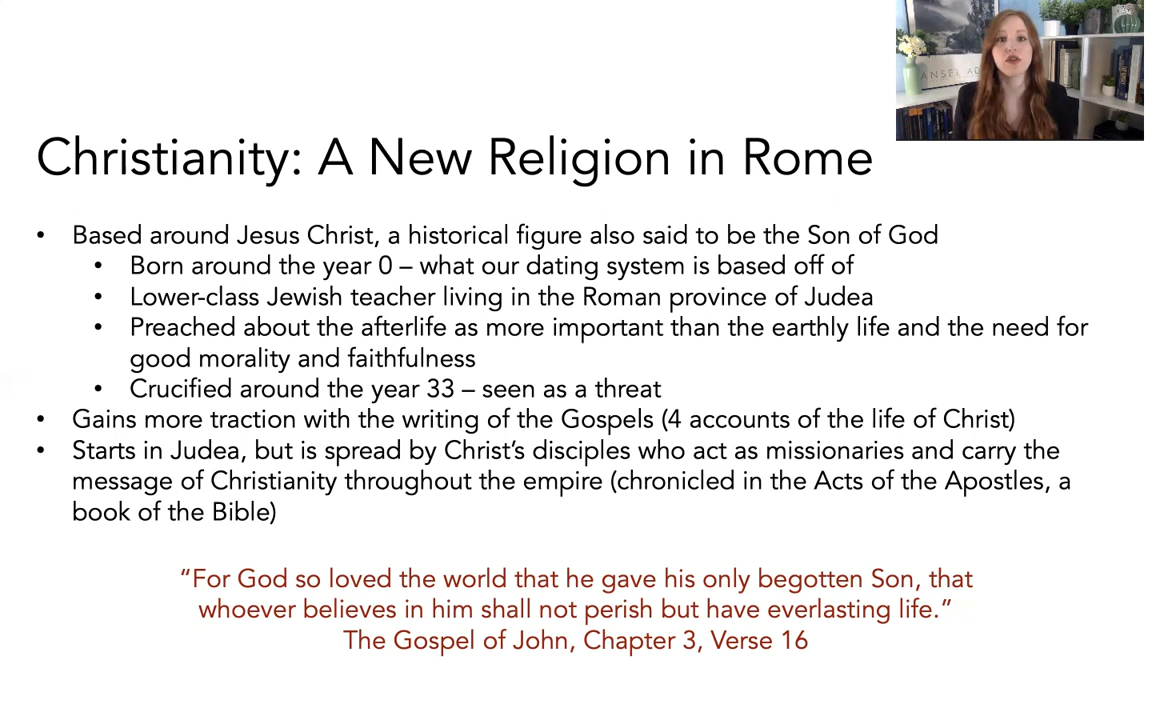 ANSEL AD
Christianity: A New Religion in Rome
• Based around Jesus Christ, a historical figure also said to be the Son of God
• Born around the year 0 – what our dating system is based off of
• Lower-class Jewish teacher living in the Roman province of Judea
• Preached about the afterlife as more important than the earthly life and the need for
good morality and faithfulness
• Crucified around the year 33 – seen as a threat
• Gains more traction with the writing of the Gospels (4 accounts of the life of Christ)
• Starts in Judea, but is spread by Christ’s disciples who act as missionaries and carry the
message of Christianity throughout the empire (chronicled in the Acts of the Apostles, a
book of the Bible)
“For God so loved the world that he gave his only begotten Son, that
whoever believes in him shall not perish but have everlasting life.”
The Gospel of John, Chapter 3, Verse 16